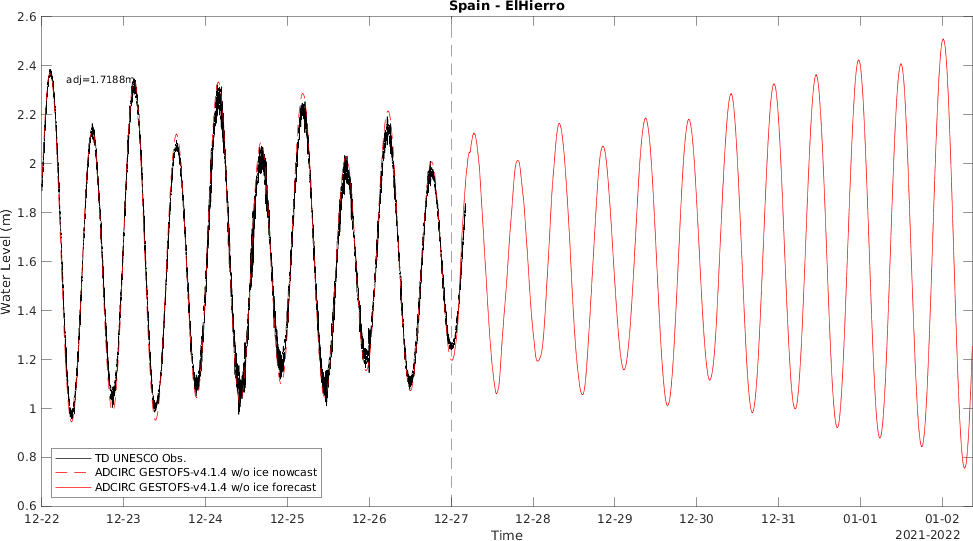 Spain - ElHierro
2.6
2.4
2.2
2
1.8
1.6
1.4
1.2
1
0.8
0.6
Water Level (m)
adj=1.7188m
TD UNESCO Obs.
ADCIRC GESTOFS-v4.1.4 w/o ice nowcast
ADCIRC GESTOFS-v4.1.4 w/o ice forecast
12-22 12-23 12-24 12-25 12-26 12-27 12-28 12-29 12-30 12-31 01-01 01-02
Time
2021-2022